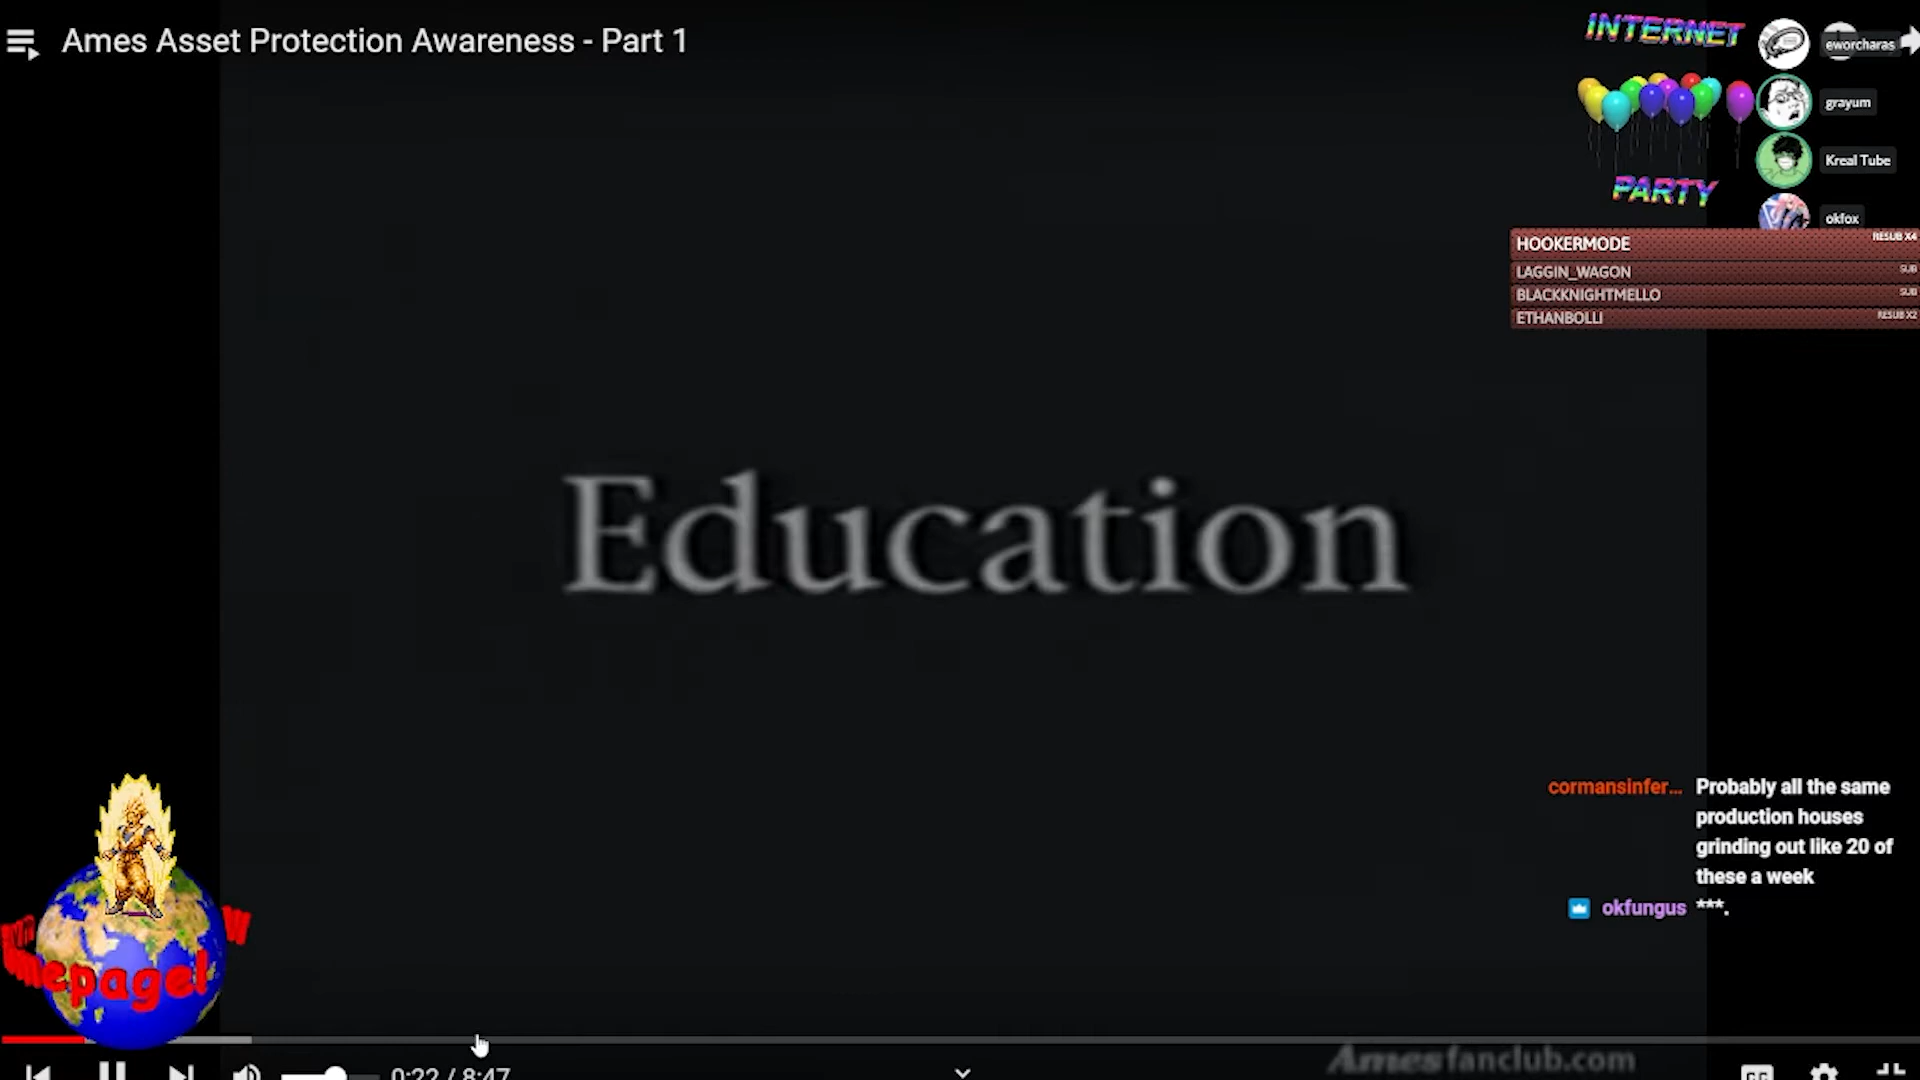 Ames Asset Protection Awareness - Part 1
INTERNET
PARTY
eworcharas
grayum
Kreal Tube
okfox
HOOKERMODE RESUB X4
LAGGIN_WAGON SUB
BLACKKNIGHTMELLO SUB
ETHANBOLLI RESUB X2
Education
cormansinfer... Probably all the same
production houses
grinding out like 20 of
these a week
okfungus ***.
Amesfanclub.com
0:22 / 8:47